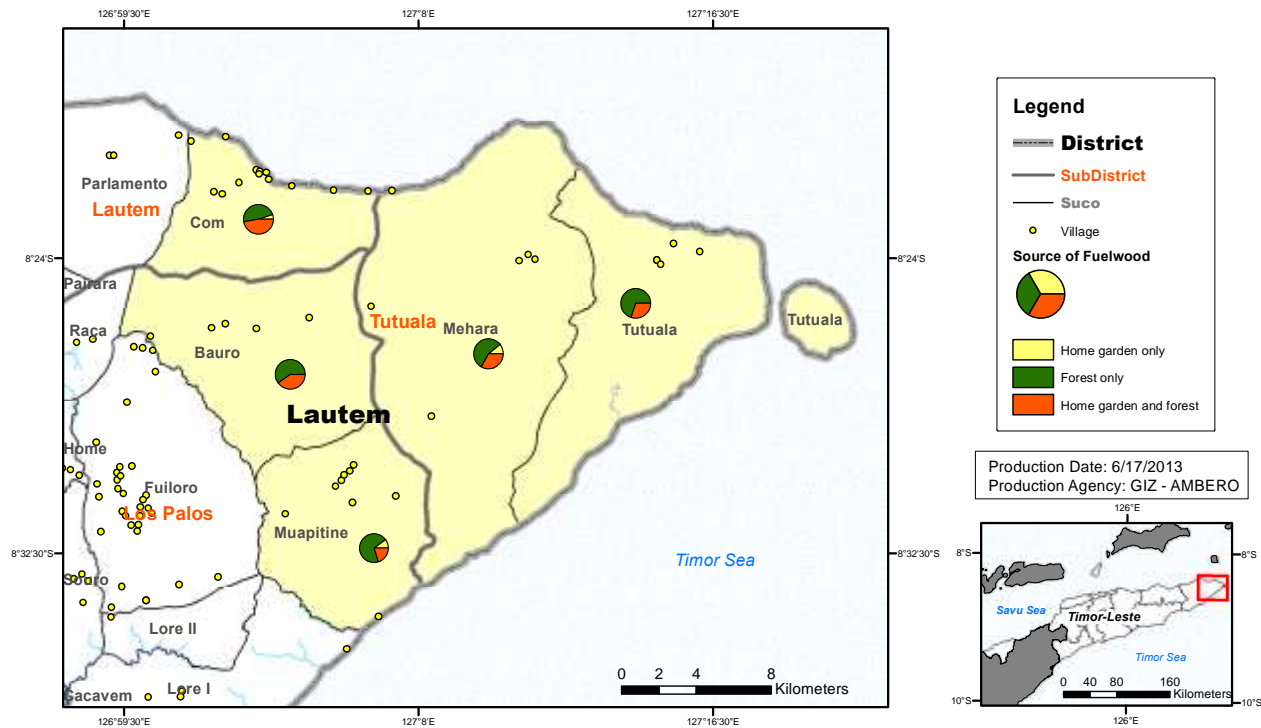 126°59'30"E
127°8'E
127°16'30"E
Parlamento
Lautem
Com
8°24'S
8°24'S
Pairara
Raça
Bauro
Tutuala
Mehara
Tutuala
Tutuala
Lautem
Home
Fuiloro
Los Palos
Muapitine
8°32'30"S
8°32'30"S
Timor Sea
Souro
Lore II
Lore I
Cacavem
0 2 4 8
Kilometers
126°59'30"E
127°8'E
127°16'30"E
Legend
District
SubDistrict
Suco
Village
Source of Fuelwood
Home garden only
Forest only
Home garden and forest
Production Date: 6/17/2013
Production Agency: GIZ - AMBERO
126°E
8°S
8°S
Savu Sea
Timor-Leste
Timor Sea
0 40 80 160
Kilometers
10°S
10°S
126°E